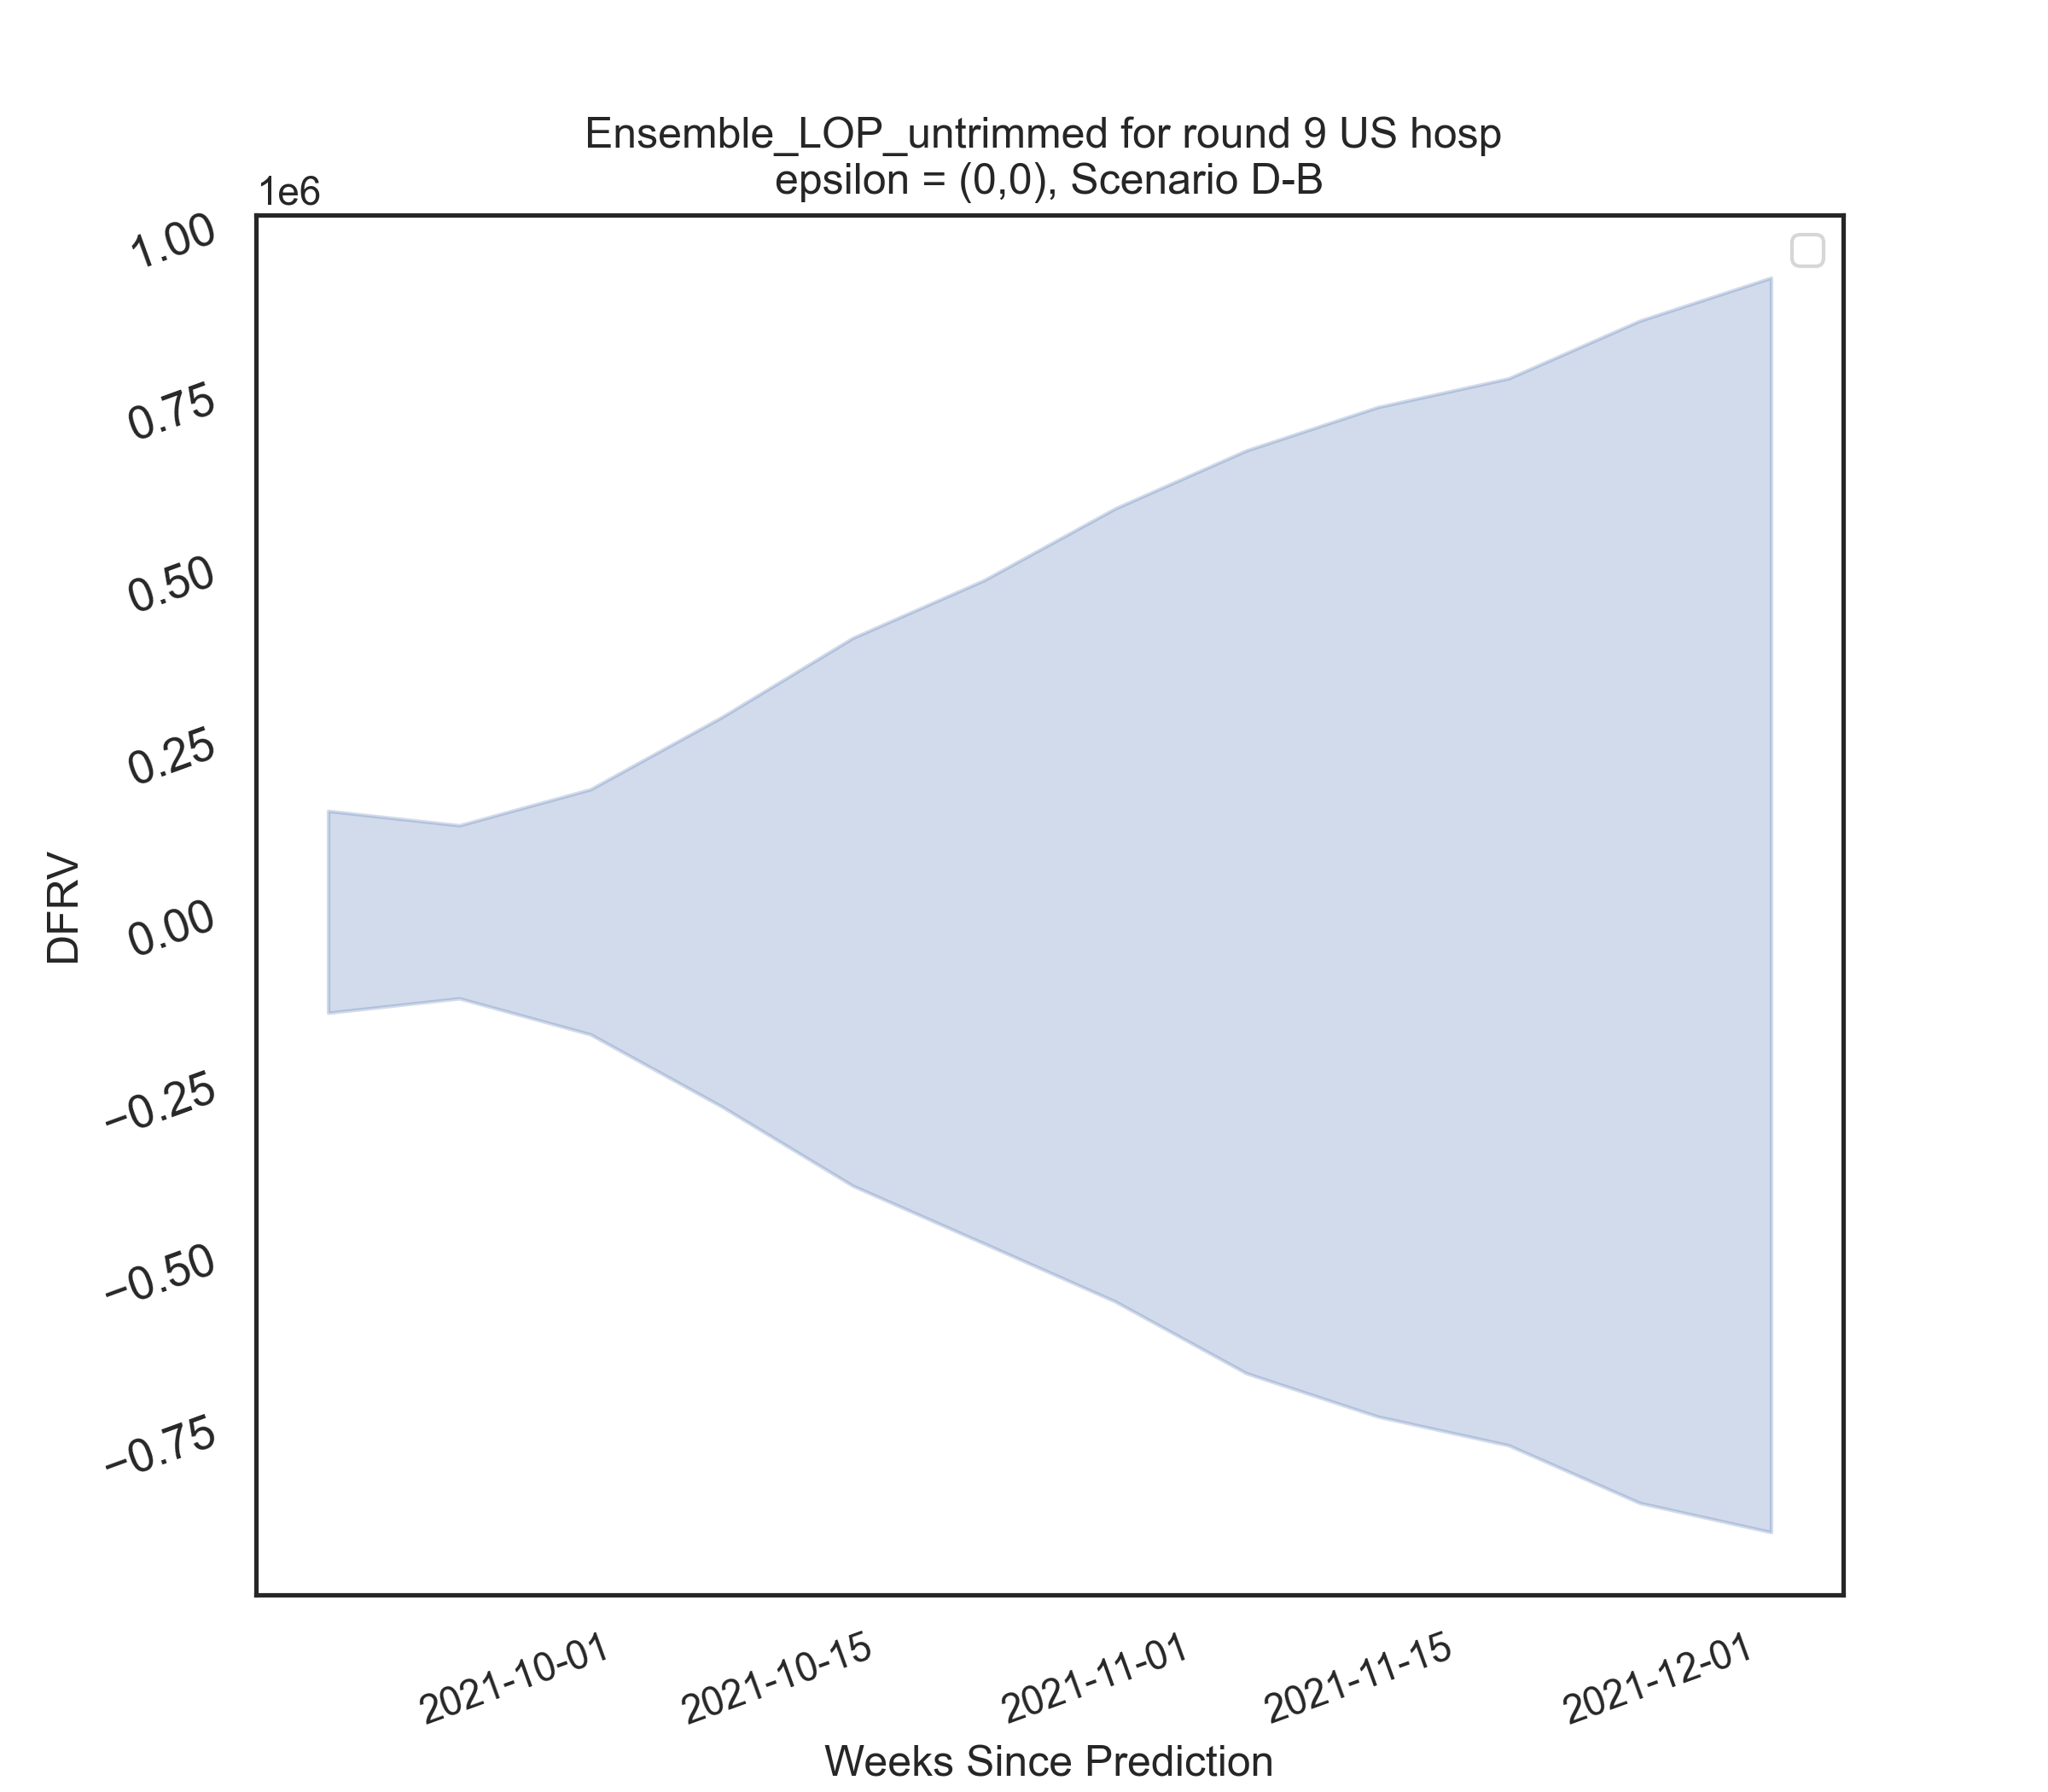 Ensemble_LOP_untrimmed for round 9 US hosp
epsilon = (0,0), Scenario D-B
1e6
1.00
0.75
0.50
0.25
0.00
−0.25
−0.50
−0.75
DFRV
2021-10-01
2021-10-15
2021-11-01
2021-11-15
2021-12-01
Weeks Since Prediction